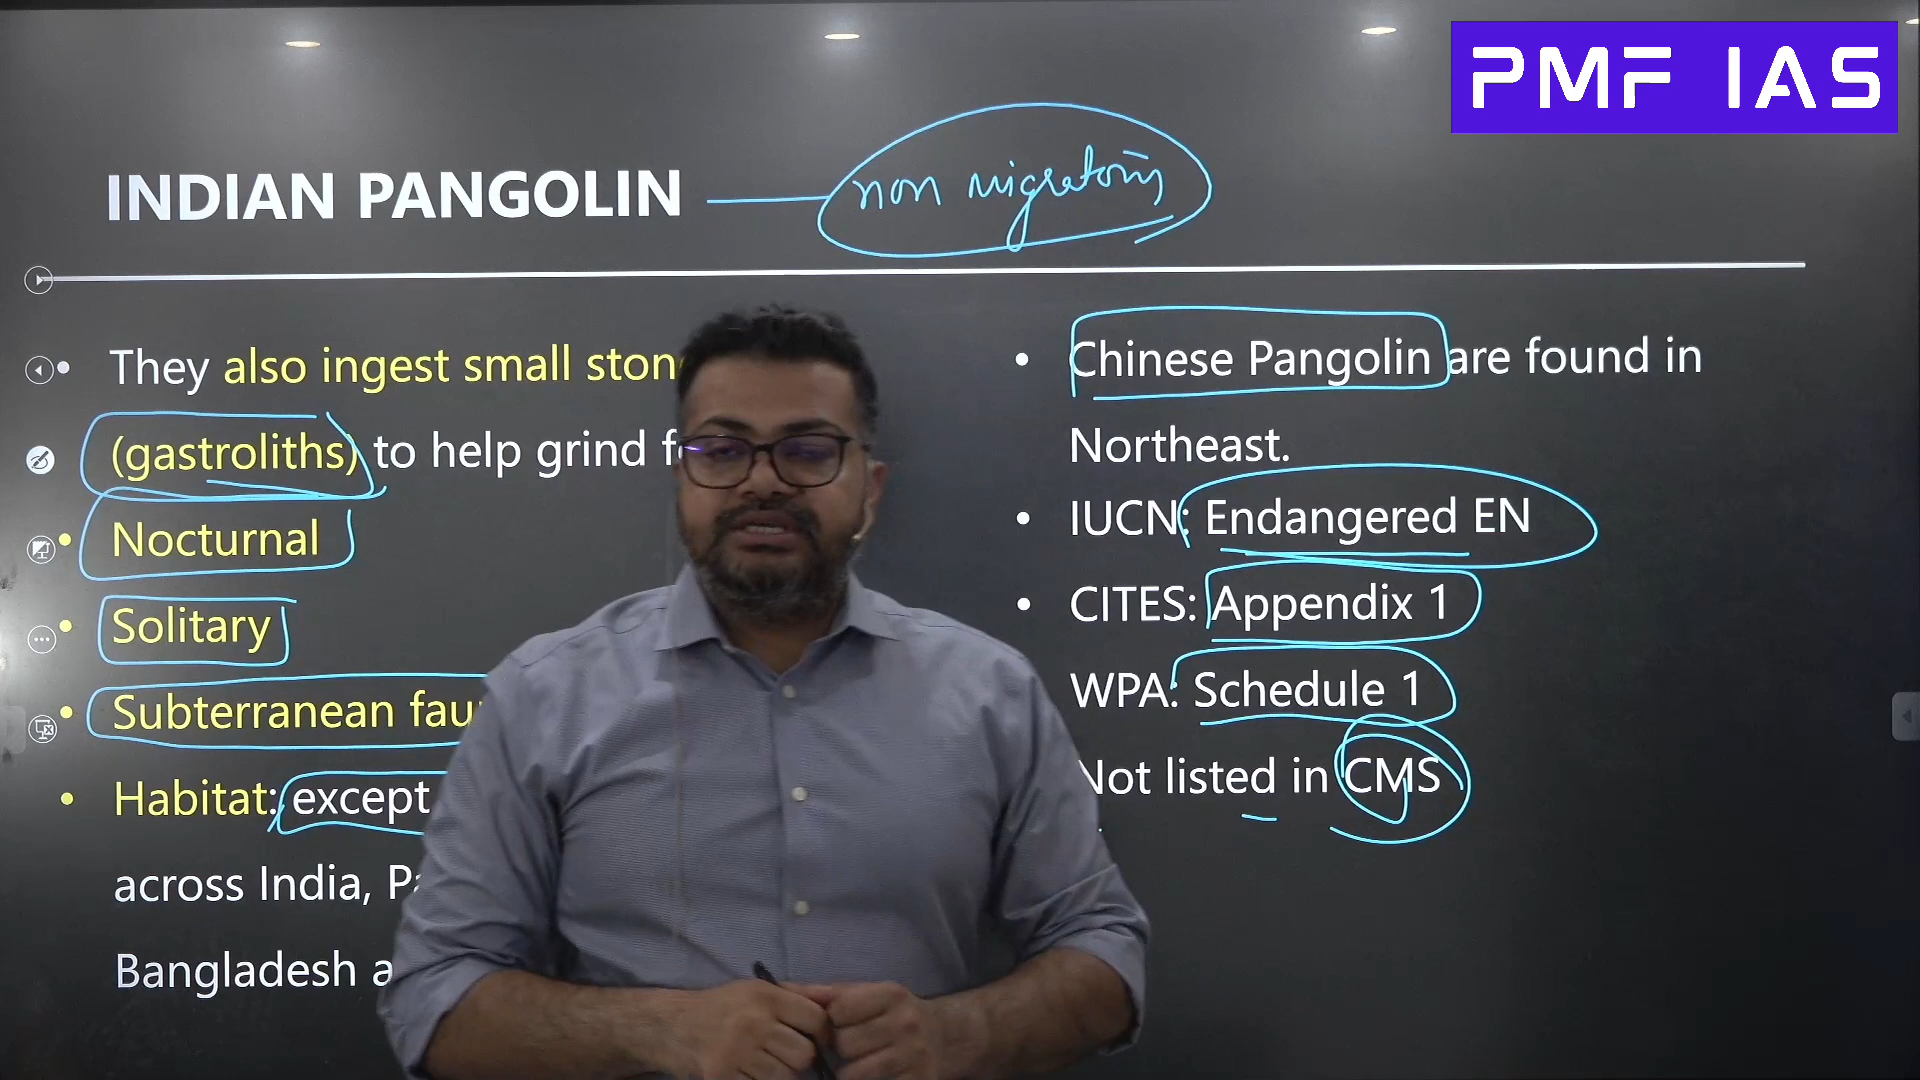 PMF IAS
INDIAN PANGOLIN
non migratory
They also ingest small
(gastroliths) to help grind
Nocturnal
Solitary
Subterranean
Habitat: except
across India,
Bangladesh
Chinese Pangolin are found in
Northeast.
IUCN: Endangered EN
CITES: Appendix 1
WPA: Schedule 1
Not listed in CMS